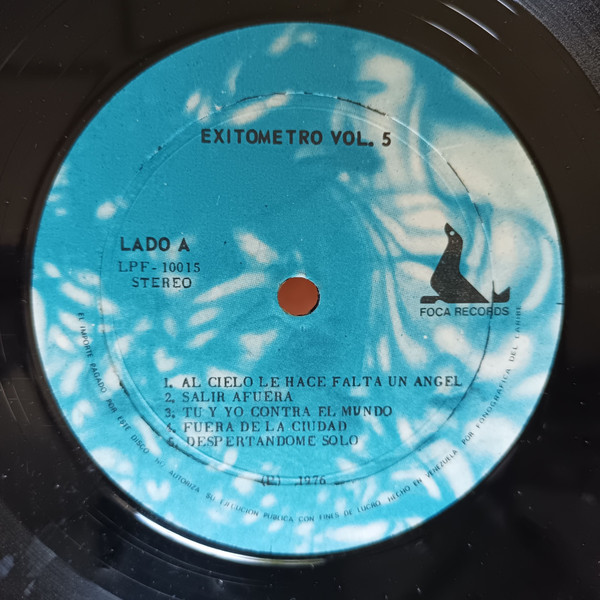 EXITOMETRO VOL. 5
LADO A
LPF-10015
STEREO
FOCA RECORDS
1. AL CIELO LE HACE FALTA UN ANGEL
2. SALIR AFUERA
3. TU Y YO CONTRA EL MUNDO
4. FUERA DE LA CIUDAD
5. DESPERTANDOME SOLO
(P) 1976
EL IMPORTE PAGADO POR ESTE DISCO NO AUTORIZA SU EJECUCION PUBLICA CON FINES DE LUCRO. HECHO EN VENEZUELA POR FONOGRAFICA DEL CARIBE